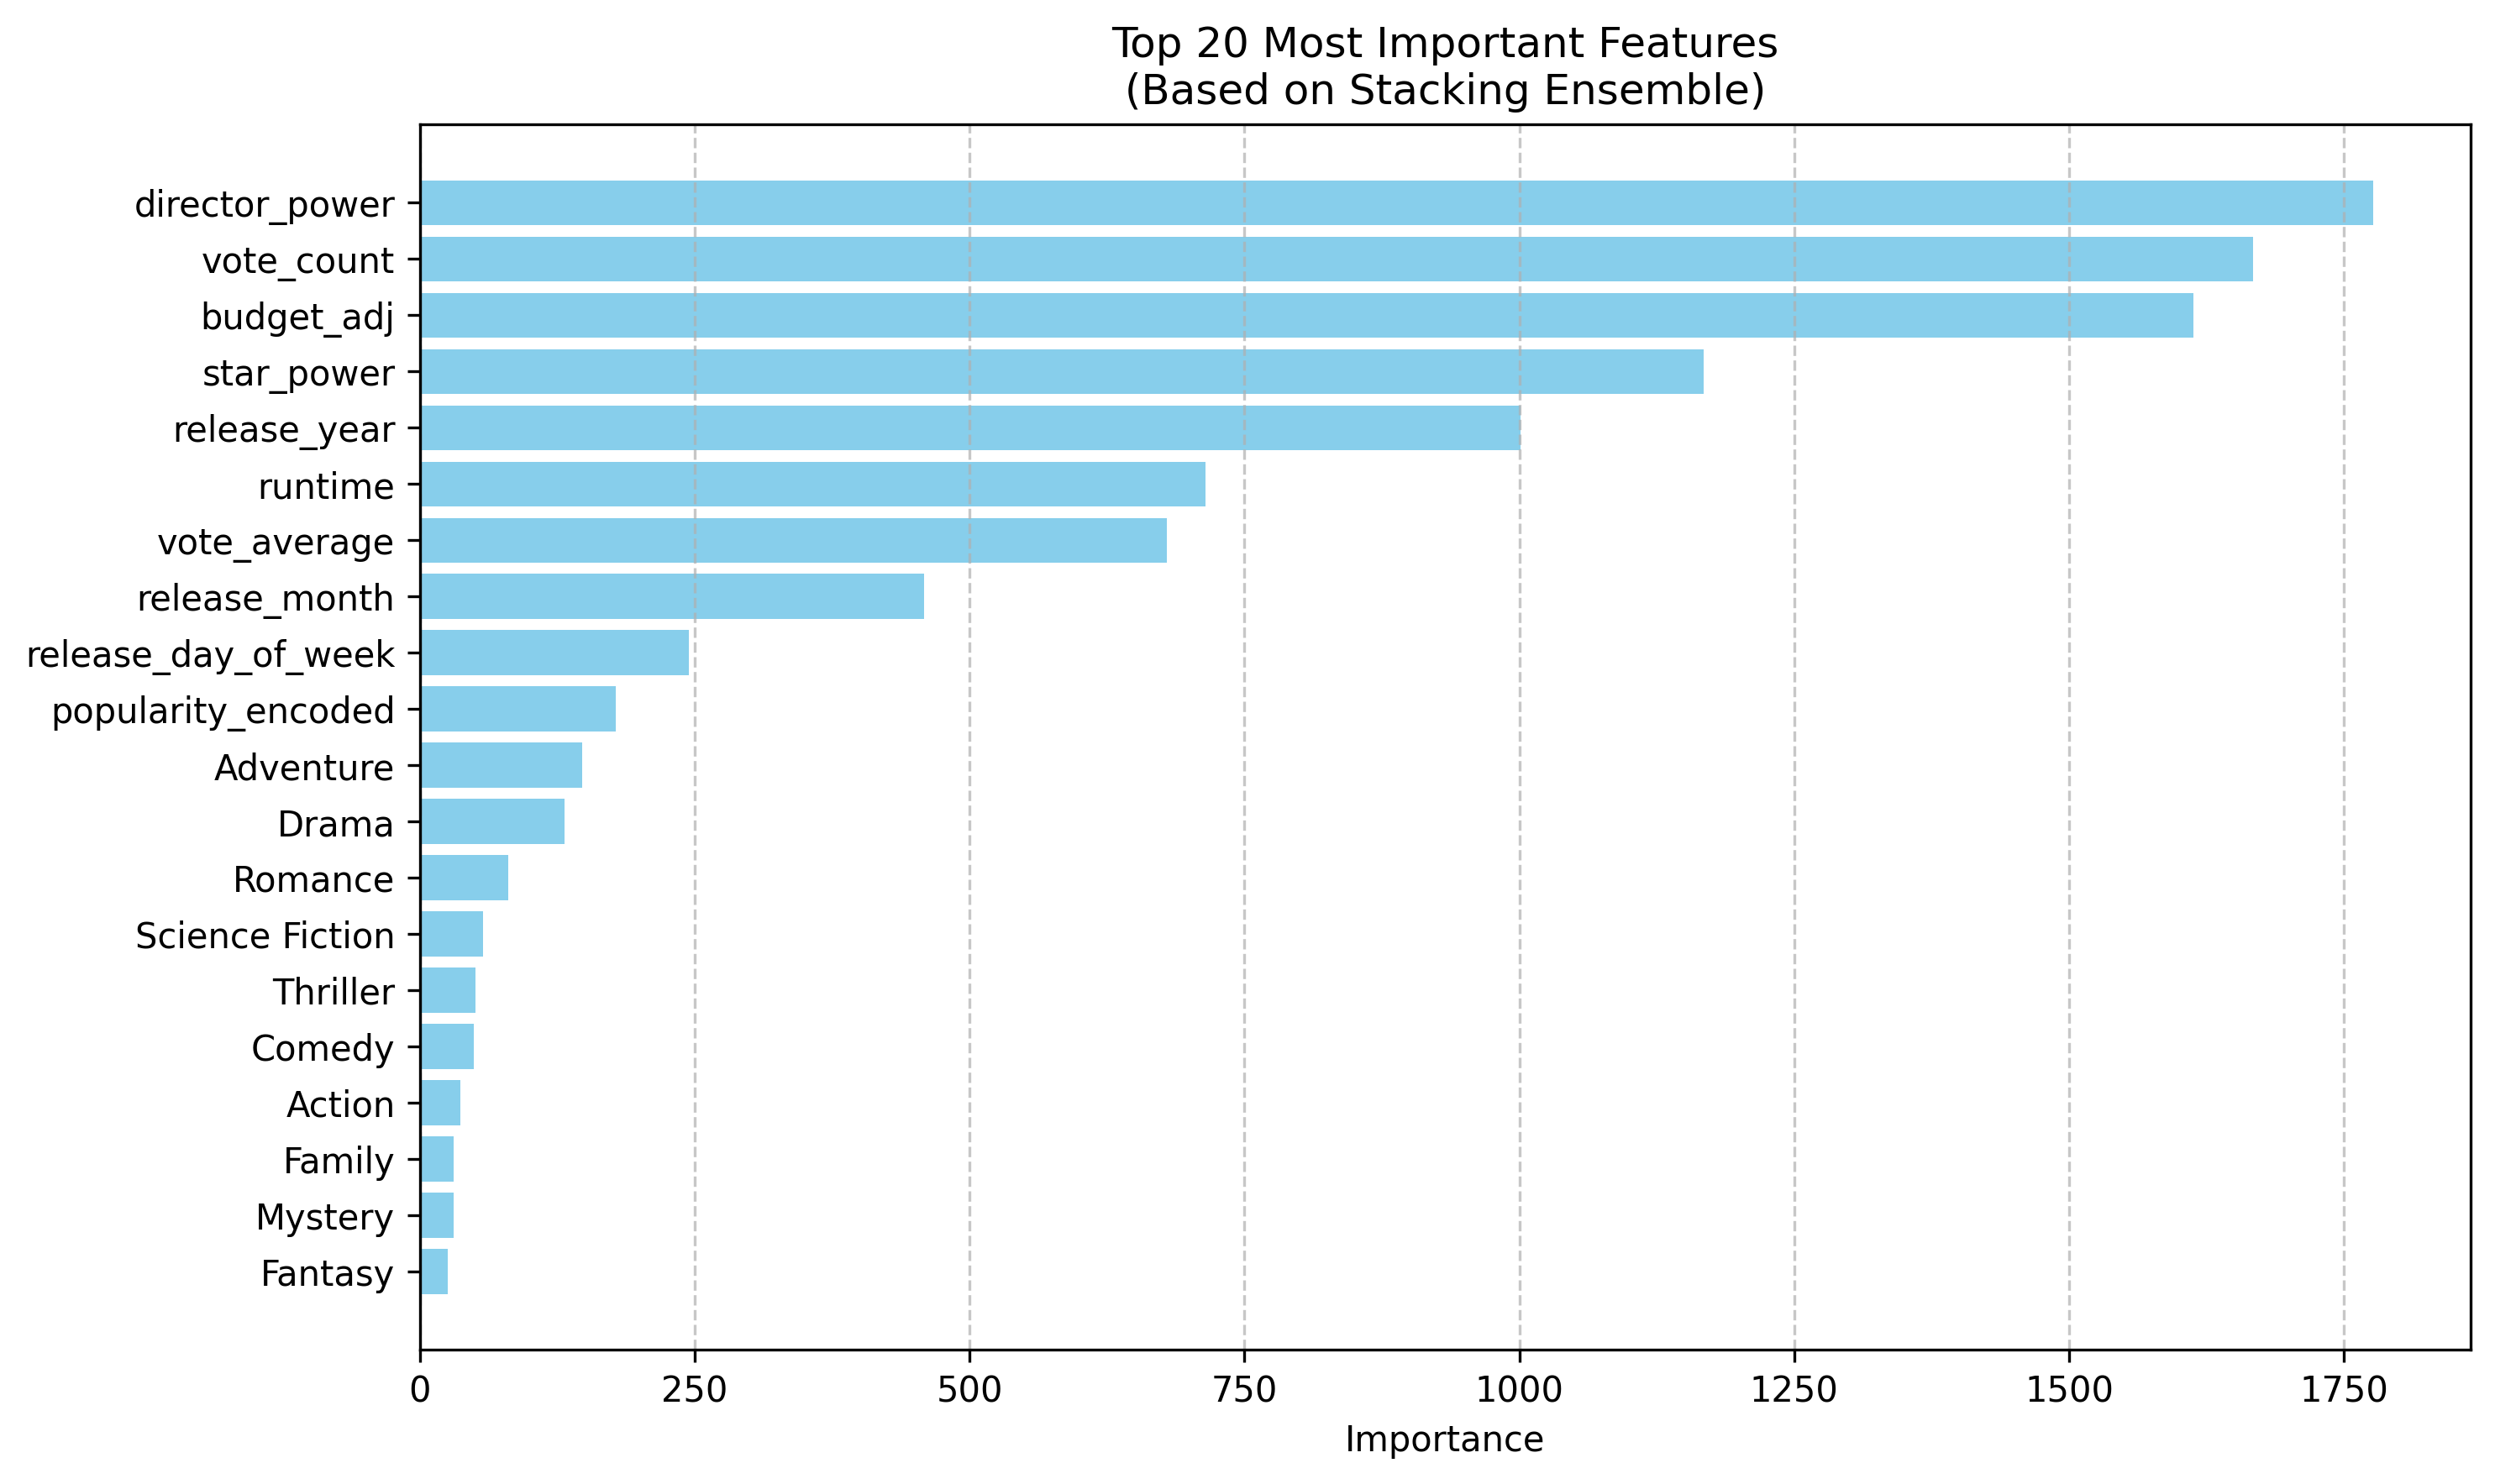 Top 20 Most Important Features
(Based on Stacking Ensemble)
director_power
vote_count
budget_adj
star_power
release_year
runtime
vote_average
release_month
release_day_of_week
popularity_encoded
Adventure
Drama
Romance
Science Fiction
Thriller
Comedy
Action
Family
Mystery
Fantasy
0 250 500 750 1000 1250 1500 1750
Importance